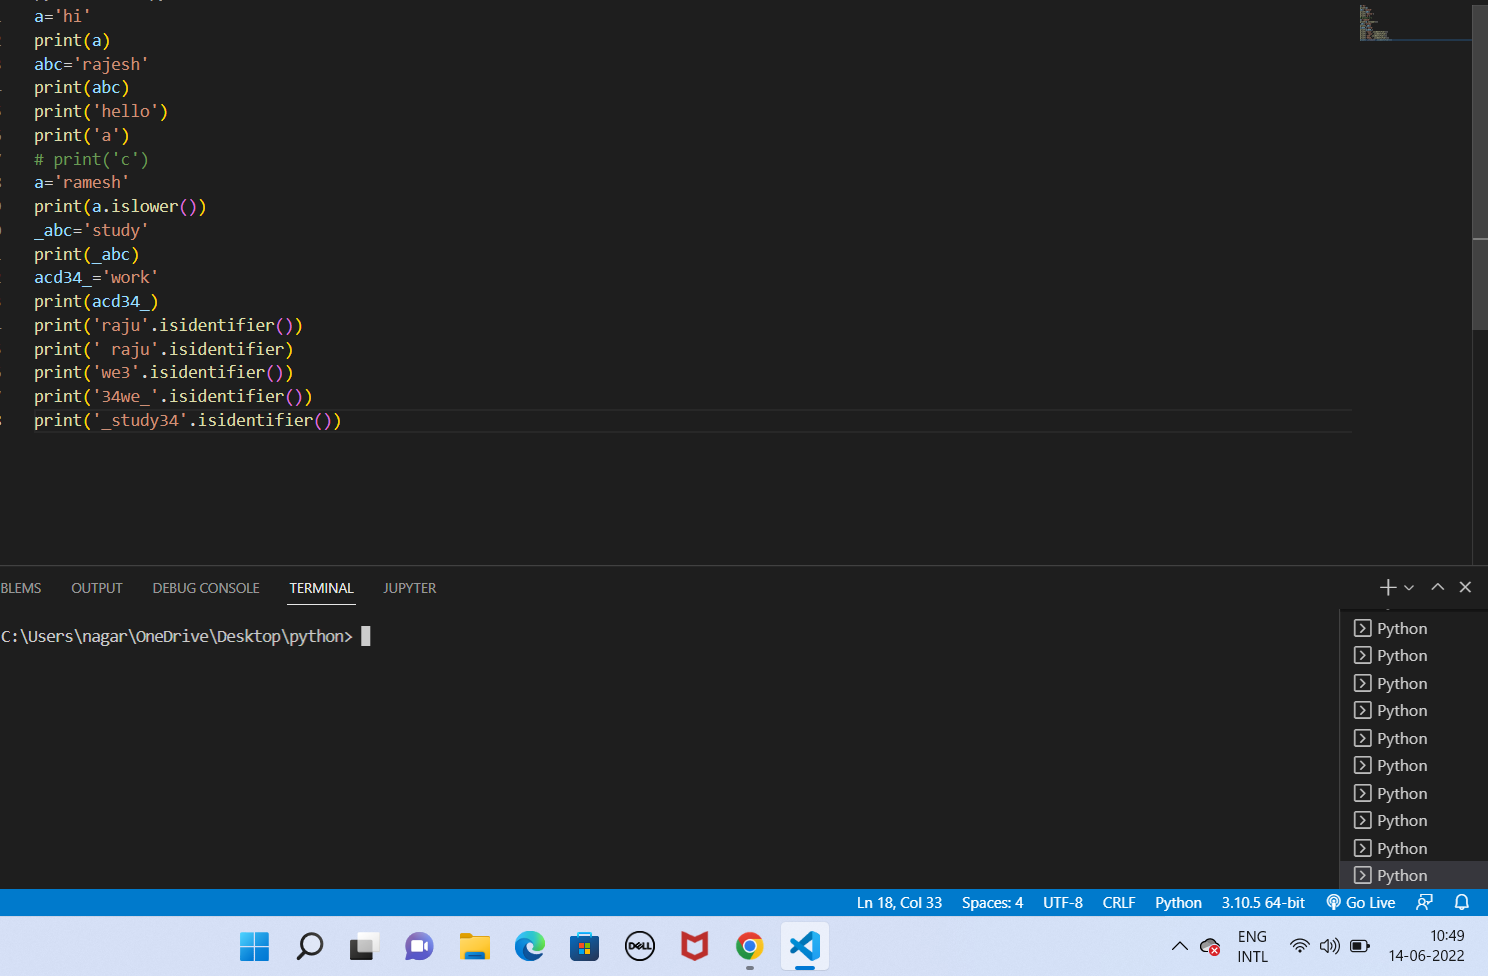 a='hi'
print(a)
abc='rajesh'
print(abc)
print('hello')
print('a')
# print('c')
a='ramesh'
print(a.islower())
_abc='study'
print(_abc)
acd34_='work'
print(acd34_)
print('raju'.isidentifier())
print(' raju'.isidentifier)
print('we3'.isidentifier())
print('34we_'.isidentifier())
print('_study34'.isidentifier())
BLEMS OUTPUT DEBUG CONSOLE TERMINAL JUPYTER
C:\Users\nagar\OneDrive\Desktop\python>
Python
Python
Python
Python
Python
Python
Python
Python
Python
Python
Ln 18, Col 33 Spaces: 4 UTF-8 CRLF Python 3.10.5 64-bit Go Live
DELL
ENG
INTL
10:49
14-06-2022